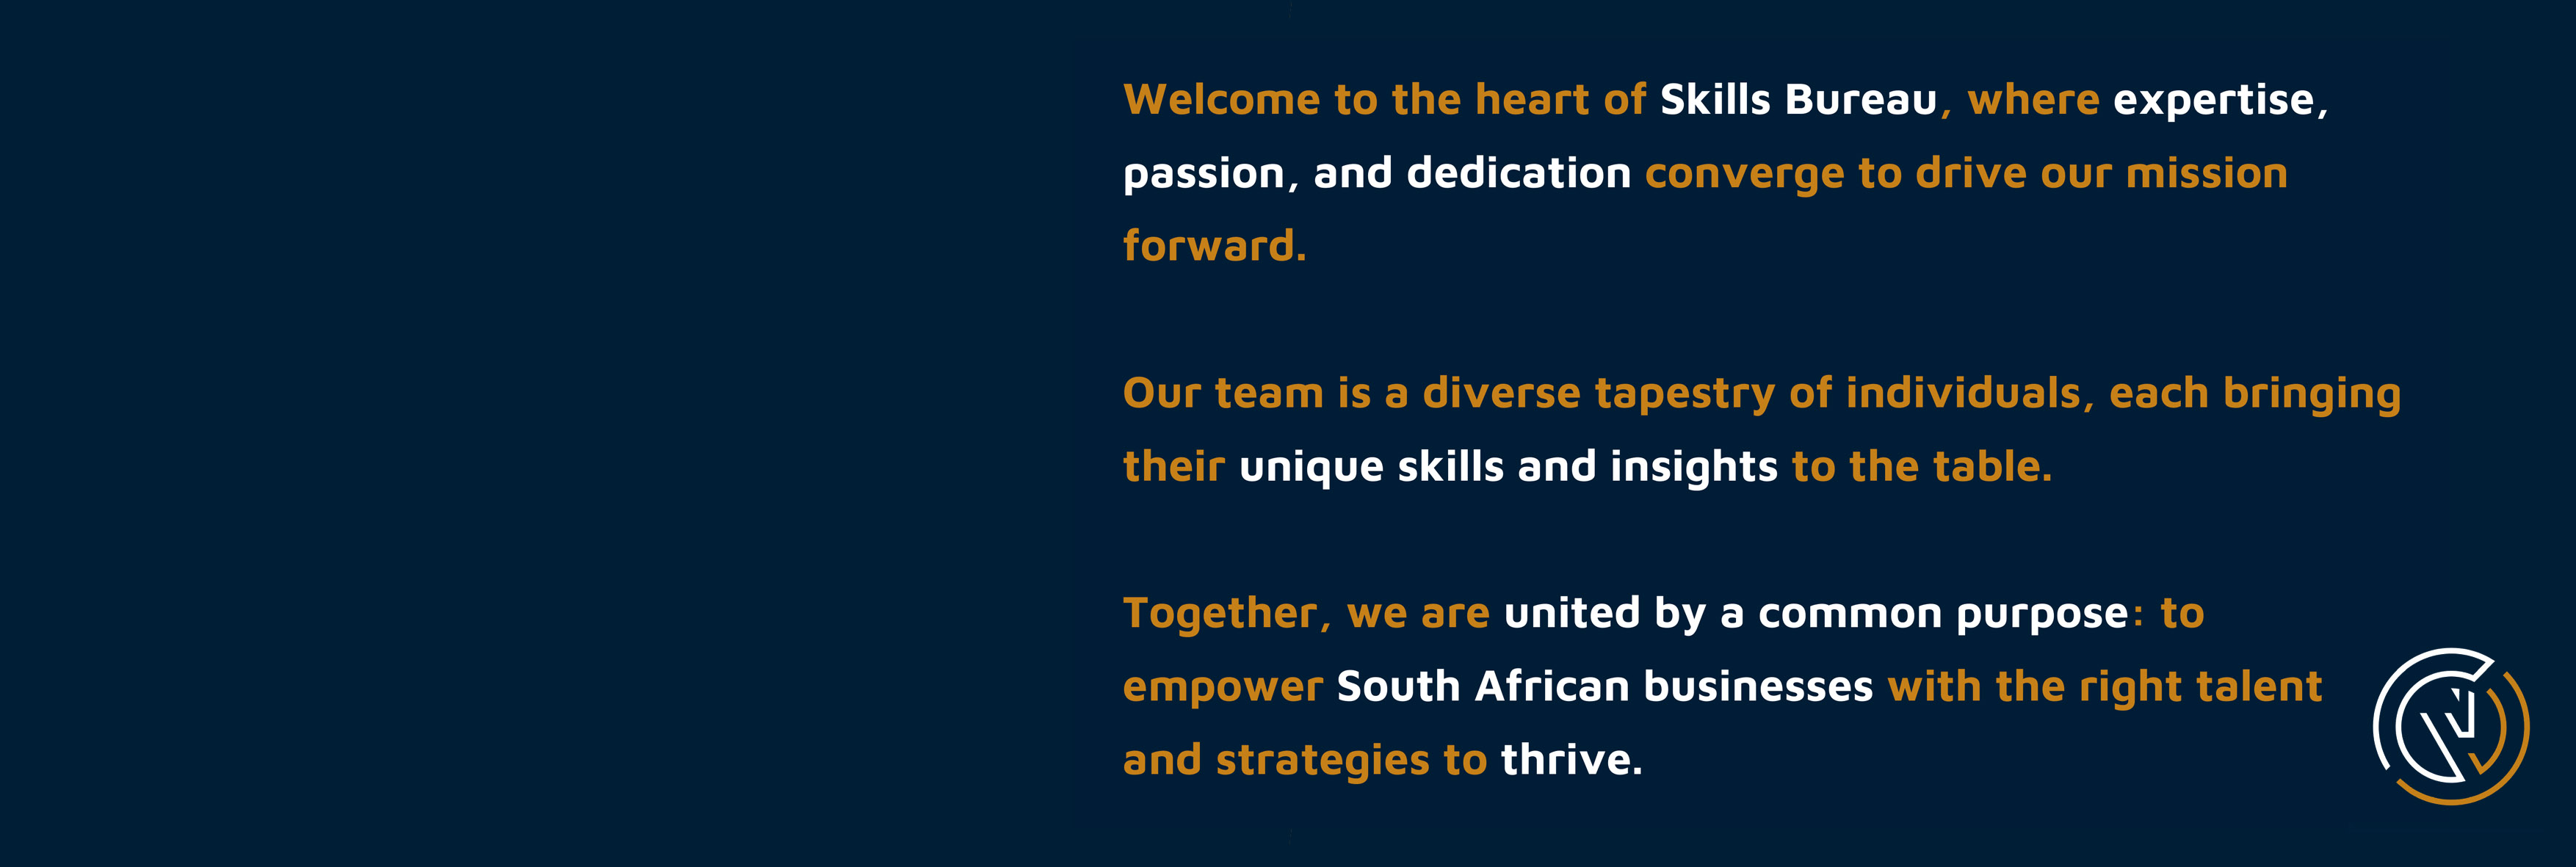 Welcome to the heart of Skills Bureau, where expertise,
passion, and dedication converge to drive our mission
forward.
Our team is a diverse tapestry of individuals, each bringing
their unique skills and insights to the table.
Together, we are united by a common purpose: to
empower South African businesses with the right talent
and strategies to thrive.